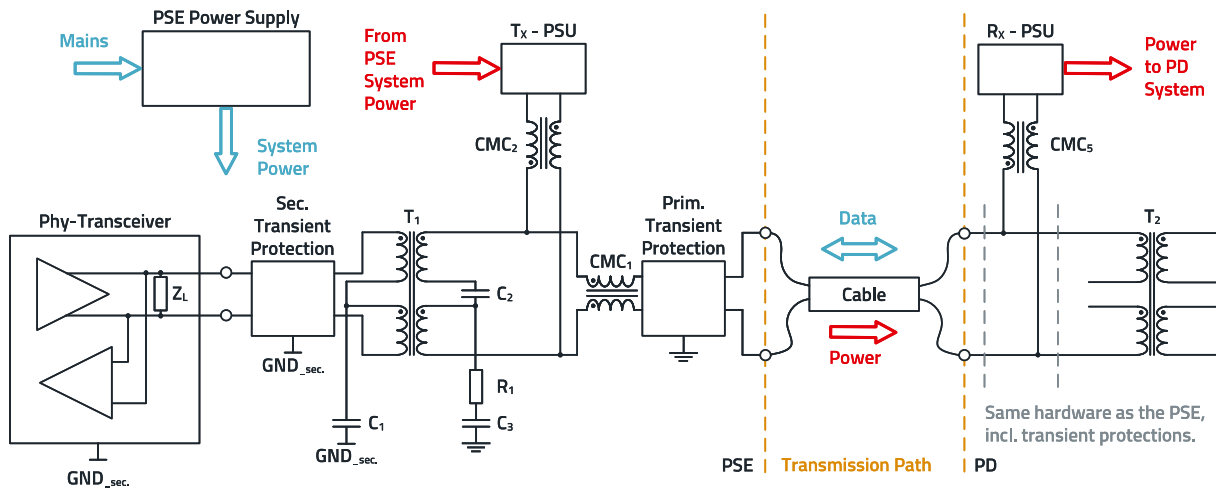 PSE Power Supply
Mains
System
Power
From
PSE
System
Power
Tx - PSU
CMC2
Rx - PSU
Power
to PD
System
CMC5
Phy-Transceiver
ZL
GND_sec.
Sec.
Transient
Protection
GND_sec.
T1
C1
GND_sec.
C2
R1
C3
CMC1
Prim.
Transient
Protection
Data
Cable
Power
T2
Same hardware as the PSE,
incl. transient protections.
PSE
Transmission Path
PD